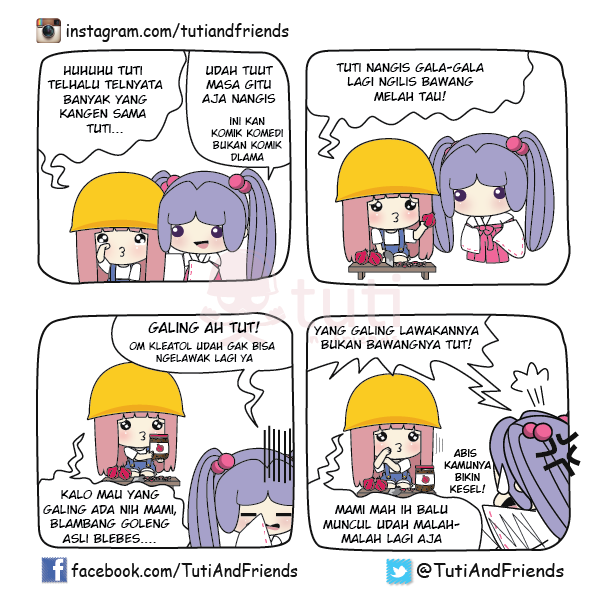 instagram.com/tutiandfriends
HUHUHU TUTI
TELHALU TELNYATA
BANYAK YANG
KANGEN SAMA
TUTI...
UDAH TUUT
MASA GITU
AJA NANGIS
INI KAN
KOMIK KOMEDI
BUKAN KOMIK
DLAMA
TUTI NANGIS GALA-GALA
LAGI NGILIS BAWANG
MELAH TAU!
tuti
GALING AH TUT!
OM KLEATOL UDAH GAK BISA
NGELAWAK LAGI YA
KALO MAU YANG
GALING ADA NIH MAMI,
BLAMBANG GOLENG
ASLI BLEBES....
YANG GALING LAWAKANNYA
BUKAN BAWANGNYA TUT!
ABIS
KAMUNYA
BIKIN
KESEL!
MAMI MAH IH BALU
MUNCUL UDAH MALAH-
MALAH LAGI AJA
facebook.com/TutiAndFriends
@TutiAndFriends